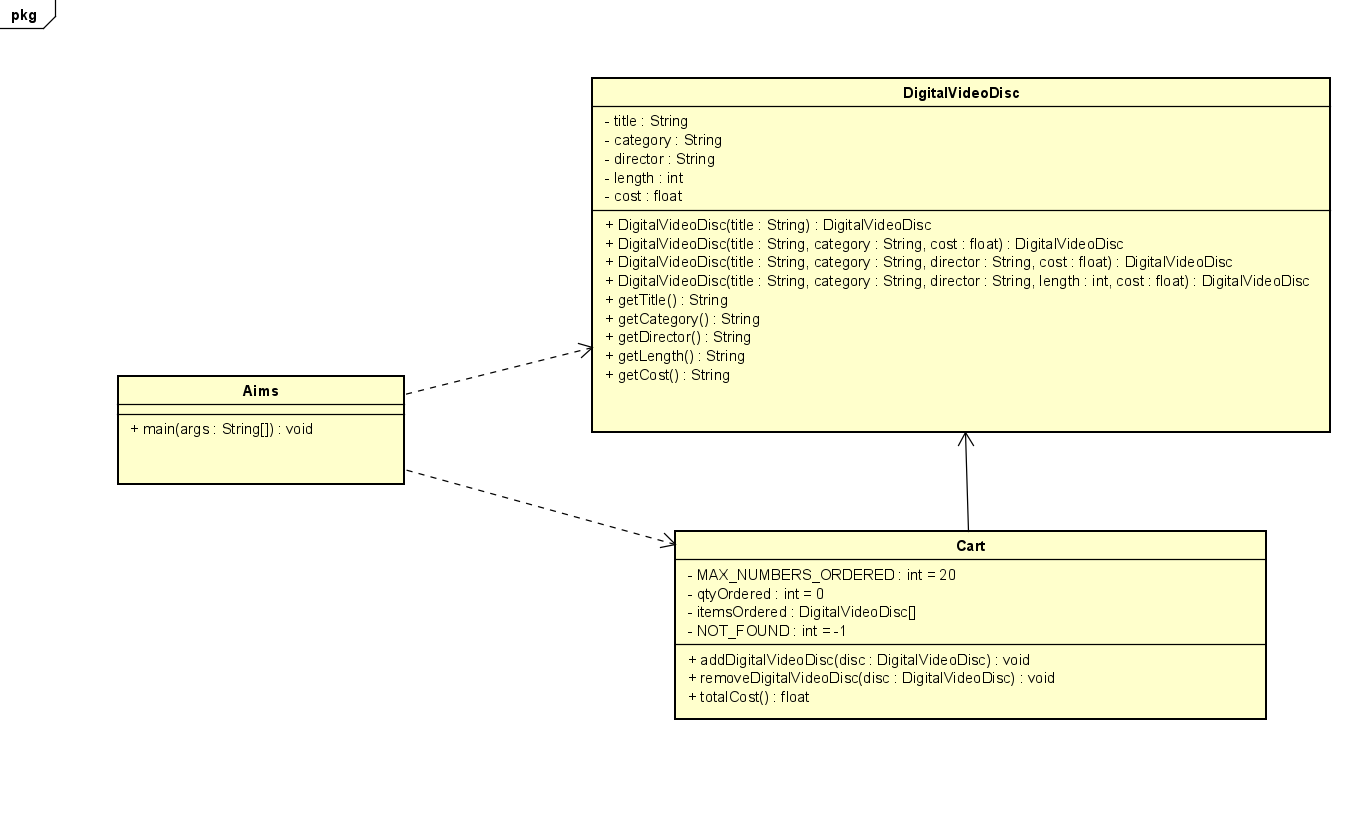 pkg
DigitalVideoDisc
- title : String
- category : String
- director : String
- length : int
- cost : float
+ DigitalVideoDisc(title : String) : DigitalVideoDisc
+ DigitalVideoDisc(title : String, category : String, cost : float) : DigitalVideoDisc
+ DigitalVideoDisc(title : String, category : String, director : String, cost : float) : DigitalVideoDisc
+ DigitalVideoDisc(title : String, category : String, director : String, length : int, cost : float) : DigitalVideoDisc
+ getTitle() : String
+ getCategory() : String
+ getDirector() : String
+ getLength() : String
+ getCost() : String
Aims
+ main(args : String[]) : void
Cart
- MAX_NUMBERS_ORDERED : int = 20
- qtyOrdered : int = 0
- itemsOrdered : DigitalVideoDisc[]
- NOT_FOUND : int = -1
+ addDigitalVideoDisc(disc : DigitalVideoDisc) : void
+ removeDigitalVideoDisc(disc : DigitalVideoDisc) : void
+ totalCost() : float